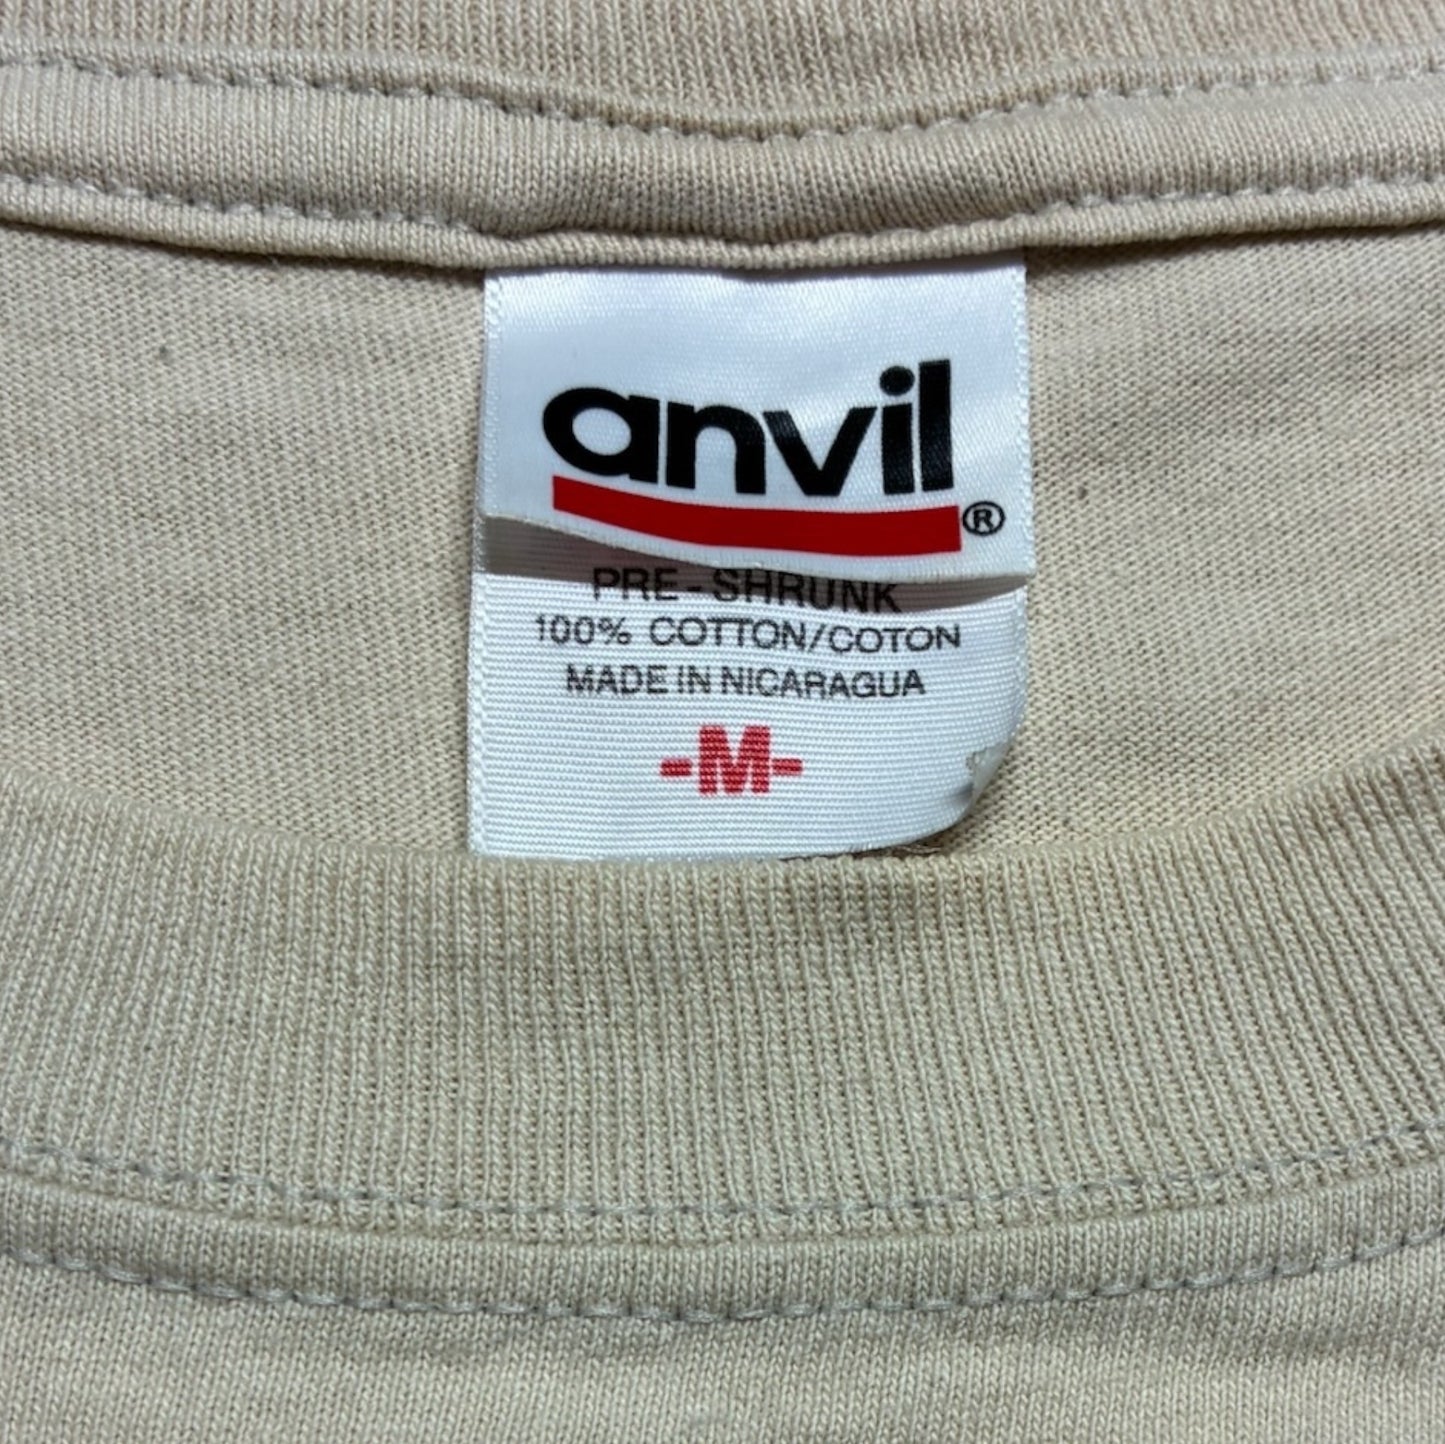 anvil®
PRE-SHRUNK
100% COTTON/COTON
MADE IN NICARAGUA
-M-